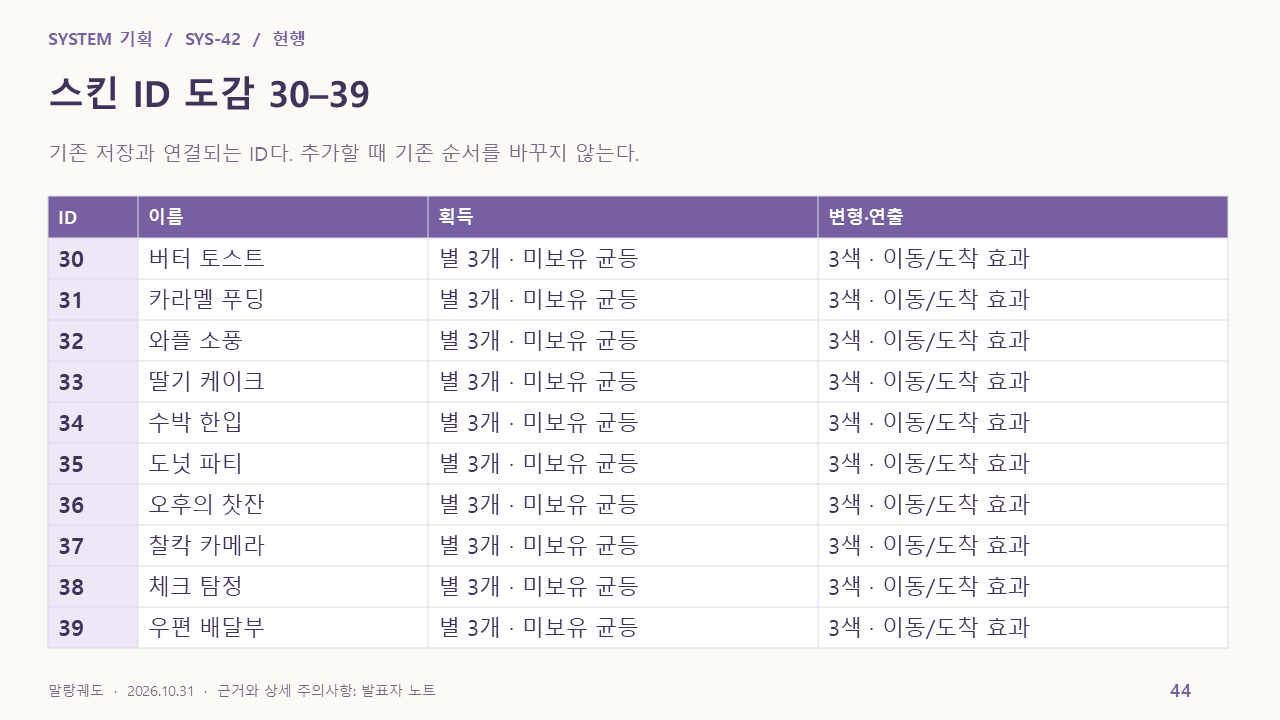 SYSTEM 기획 / SYS-42 / 현행
스킨 ID 도감 30–39
기존 저장과 연결되는 ID다. 추가할 때 기존 순서를 바꾸지 않는다.
ID 이름 획득 변형·연출
30 버터 토스트 별 3개 · 미보유 균등 3색 · 이동/도착 효과
31 카라멜 푸딩 별 3개 · 미보유 균등 3색 · 이동/도착 효과
32 와플 소풍 별 3개 · 미보유 균등 3색 · 이동/도착 효과
33 딸기 케이크 별 3개 · 미보유 균등 3색 · 이동/도착 효과
34 수박 한입 별 3개 · 미보유 균등 3색 · 이동/도착 효과
35 도넛 파티 별 3개 · 미보유 균등 3색 · 이동/도착 효과
36 오후의 찻잔 별 3개 · 미보유 균등 3색 · 이동/도착 효과
37 찰칵 카메라 별 3개 · 미보유 균등 3색 · 이동/도착 효과
38 체크 탐정 별 3개 · 미보유 균등 3색 · 이동/도착 효과
39 우편 배달부 별 3개 · 미보유 균등 3색 · 이동/도착 효과
말랑궤도 · 2026.10.31 · 근거와 상세 주의사항: 발표자 노트 44